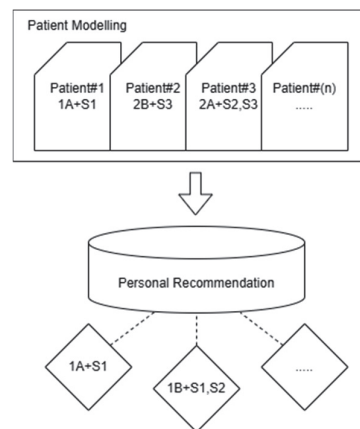 Patient Modelling
Patient#1
1A+S1
Patient#2
2B+S3
Patient#3
2A+S2,S3
Patient#(n)
.....
Personal Recommendation
1A+S1
1B+S1,S2
.....